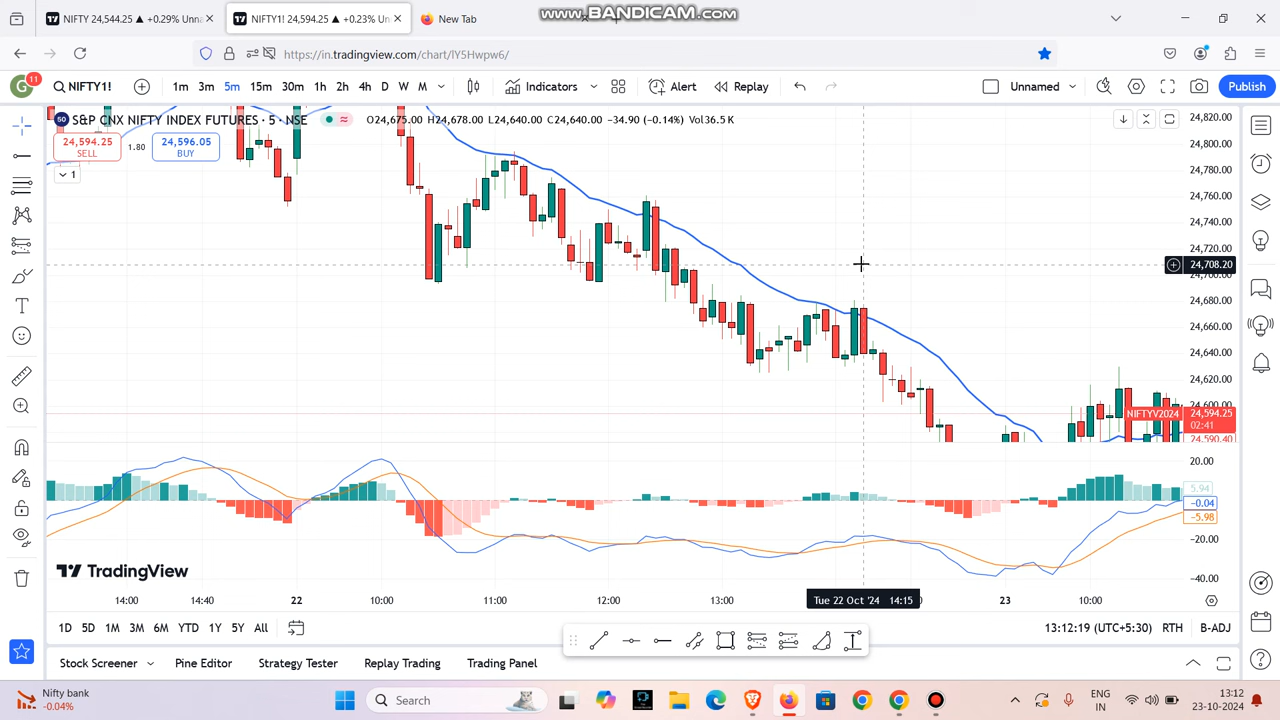 WWW.BANDICAM.COM
NIFTY 24,544.25 ▲ +0.29% Unna
NIFTY1! 24,594.25 ▲ +0.23% Un
New Tab
https://in.tradingview.com/chart/lY5Hwpw6/
G 11 NIFTY1! 1m 3m 5m 15m 30m 1h 2h 4h D W M Indicators Alert Replay Unnamed Publish
50 S&P CNX NIFTY INDEX FUTURES · 5 · NSE O24,675.00 H24,678.00 L24,640.00 C24,640.00 −34.90 (−0.14%) Vol36.5 K
24,594.25 SELL
1.80
24,596.05 BUY
1
24,820.00
24,800.00
24,780.00
24,760.00
24,740.00
24,720.00
24,708.20
24,700.00
24,680.00
24,660.00
24,640.00
24,620.00
24,600.00
NIFTYV2024 24,594.25
02:41
24,590.40
20.00
5.94
−0.04
−5.98
−20.00
−40.00
TradingView
14:00 14:40 22 10:00 11:00 12:00 13:00 Tue 22 Oct '24 14:15 23 10:00
1D 5D 1M 3M 6M YTD 1Y 5Y All 13:12:19 (UTC+5:30) RTH B-ADJ
Stock Screener Pine Editor Strategy Tester Replay Trading Trading Panel
Nifty bank
−0.04%
Search
ENG
IN
13:12
23-10-2024